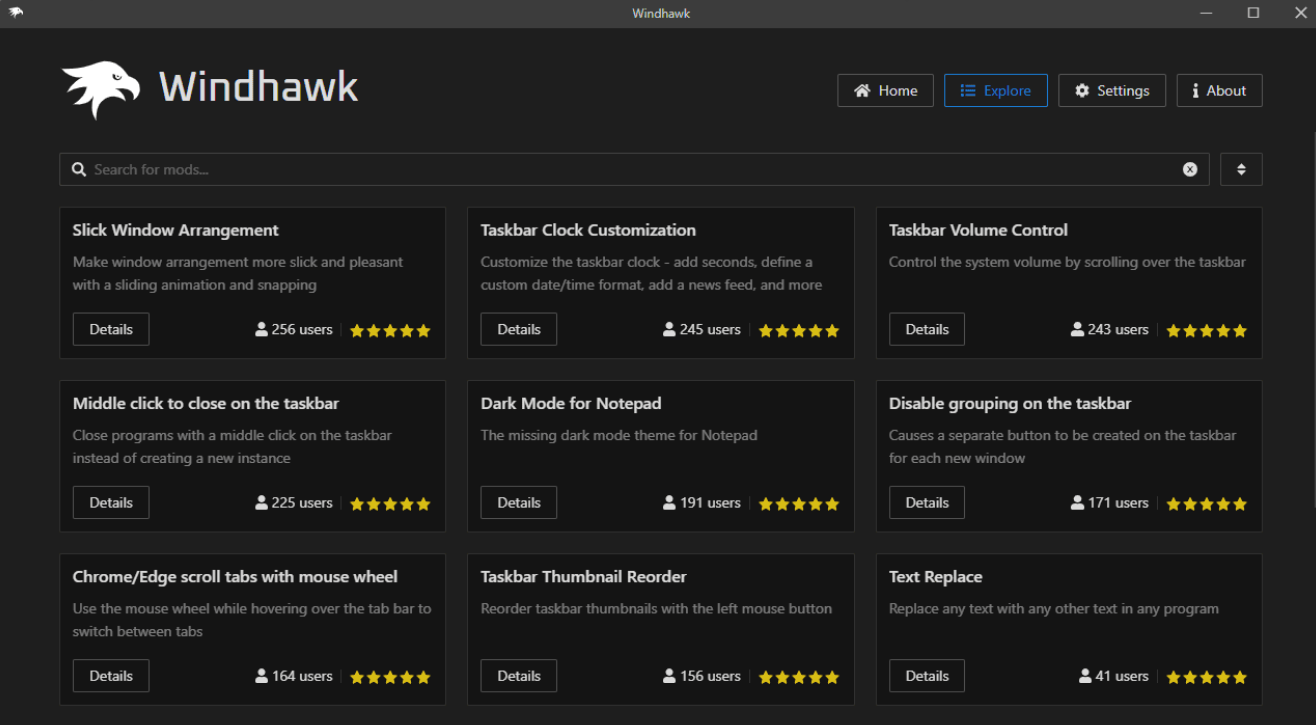 Windhawk
Windhawk
Home
Explore
Settings
About
Search for mods...
Slick Window Arrangement
Make window arrangement more slick and pleasant
with a sliding animation and snapping
Details
256 users
Taskbar Clock Customization
Customize the taskbar clock - add seconds, define a
custom date/time format, add a news feed, and more
Details
245 users
Taskbar Volume Control
Control the system volume by scrolling over the taskbar
Details
243 users
Middle click to close on the taskbar
Close programs with a middle click on the taskbar
instead of creating a new instance
Details
225 users
Dark Mode for Notepad
The missing dark mode theme for Notepad
Details
191 users
Disable grouping on the taskbar
Causes a separate button to be created on the taskbar
for each new window
Details
171 users
Chrome/Edge scroll tabs with mouse wheel
Use the mouse wheel while hovering over the tab bar to
switch between tabs
Details
164 users
Taskbar Thumbnail Reorder
Reorder taskbar thumbnails with the left mouse button
Details
156 users
Text Replace
Replace any text with any other text in any program
Details
41 users